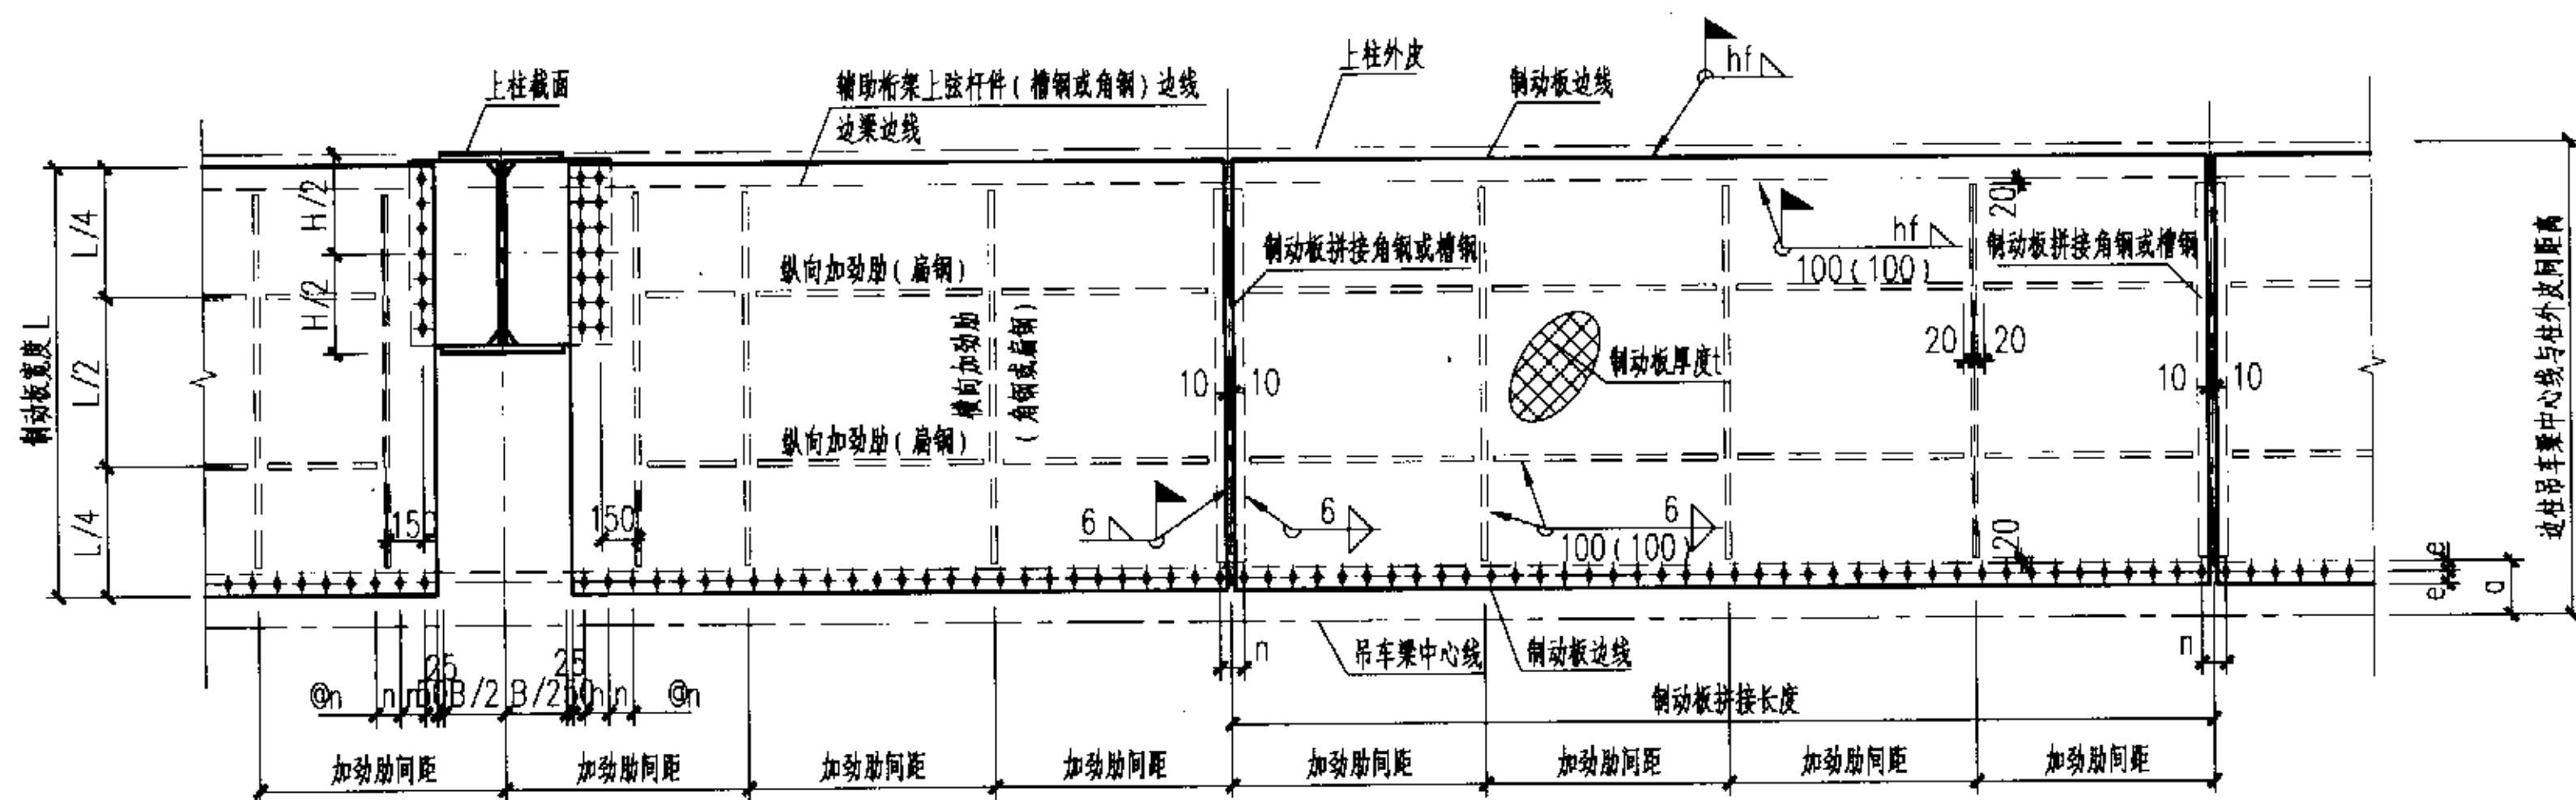 上柱截面
辅助桁架上弦杆件(槽钢或角钢)边线
边梁边线
上柱外皮
制动板边线
hf
制动板宽度L
L/4
L/2
L/4
H/2
H/2
纵向加劲肋(扁钢)
纵向加劲肋(扁钢)
横向加劲肋
(角钢或扁钢)
制动板拼接角钢或槽钢
hf
100(100)
20
制动板拼接角钢或槽钢
制动板厚度t
20
20
10
10
10
10
边柱吊车梁中心线与柱外皮间距离
150
150
6
6
6
100(100)
20
e
e
a
n
n
吊车梁中心线
制动板边线
25
25
@n
n
n
50
B/2
B/2
50
n
n
@n
制动板拼接长度
加劲肋间距
加劲肋间距
加劲肋间距
加劲肋间距
加劲肋间距
加劲肋间距
加劲肋间距
加劲肋间距